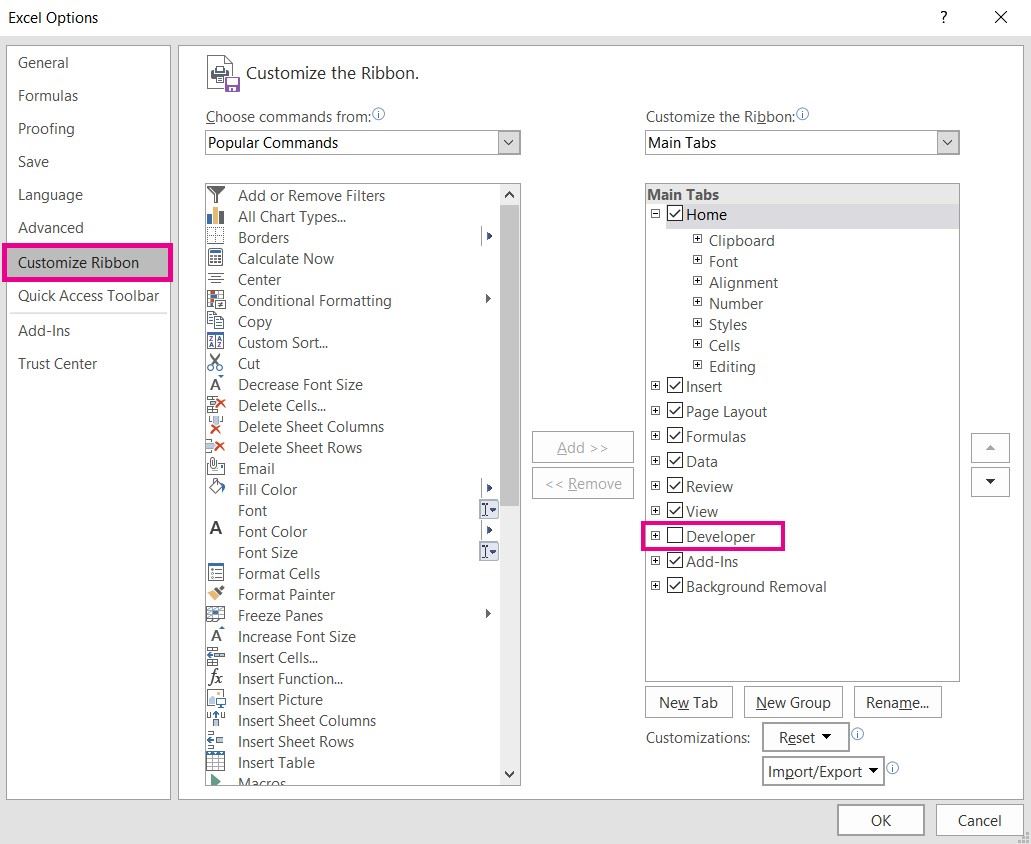 Excel Options
?
General
Formulas
Proofing
Save
Language
Advanced
Customize Ribbon
Quick Access Toolbar
Add-Ins
Trust Center
Customize the Ribbon.
Choose commands from:
Popular Commands
Add or Remove Filters
All Chart Types...
Borders
Calculate Now
Center
Conditional Formatting
Copy
Custom Sort...
Cut
Decrease Font Size
Delete Cells...
Delete Sheet Columns
Delete Sheet Rows
Email
Fill Color
Font
Font Color
Font Size
Format Cells
Format Painter
Freeze Panes
Increase Font Size
Insert Cells...
Insert Function...
Insert Picture
Insert Sheet Columns
Insert Sheet Rows
Insert Table
Macros
Add >>
<< Remove
Customize the Ribbon:
Main Tabs
Main Tabs
Home
Clipboard
Font
Alignment
Number
Styles
Cells
Editing
Insert
Page Layout
Formulas
Data
Review
View
Developer
Add-Ins
Background Removal
New Tab
New Group
Rename...
Customizations:
Reset
Import/Export
OK
Cancel